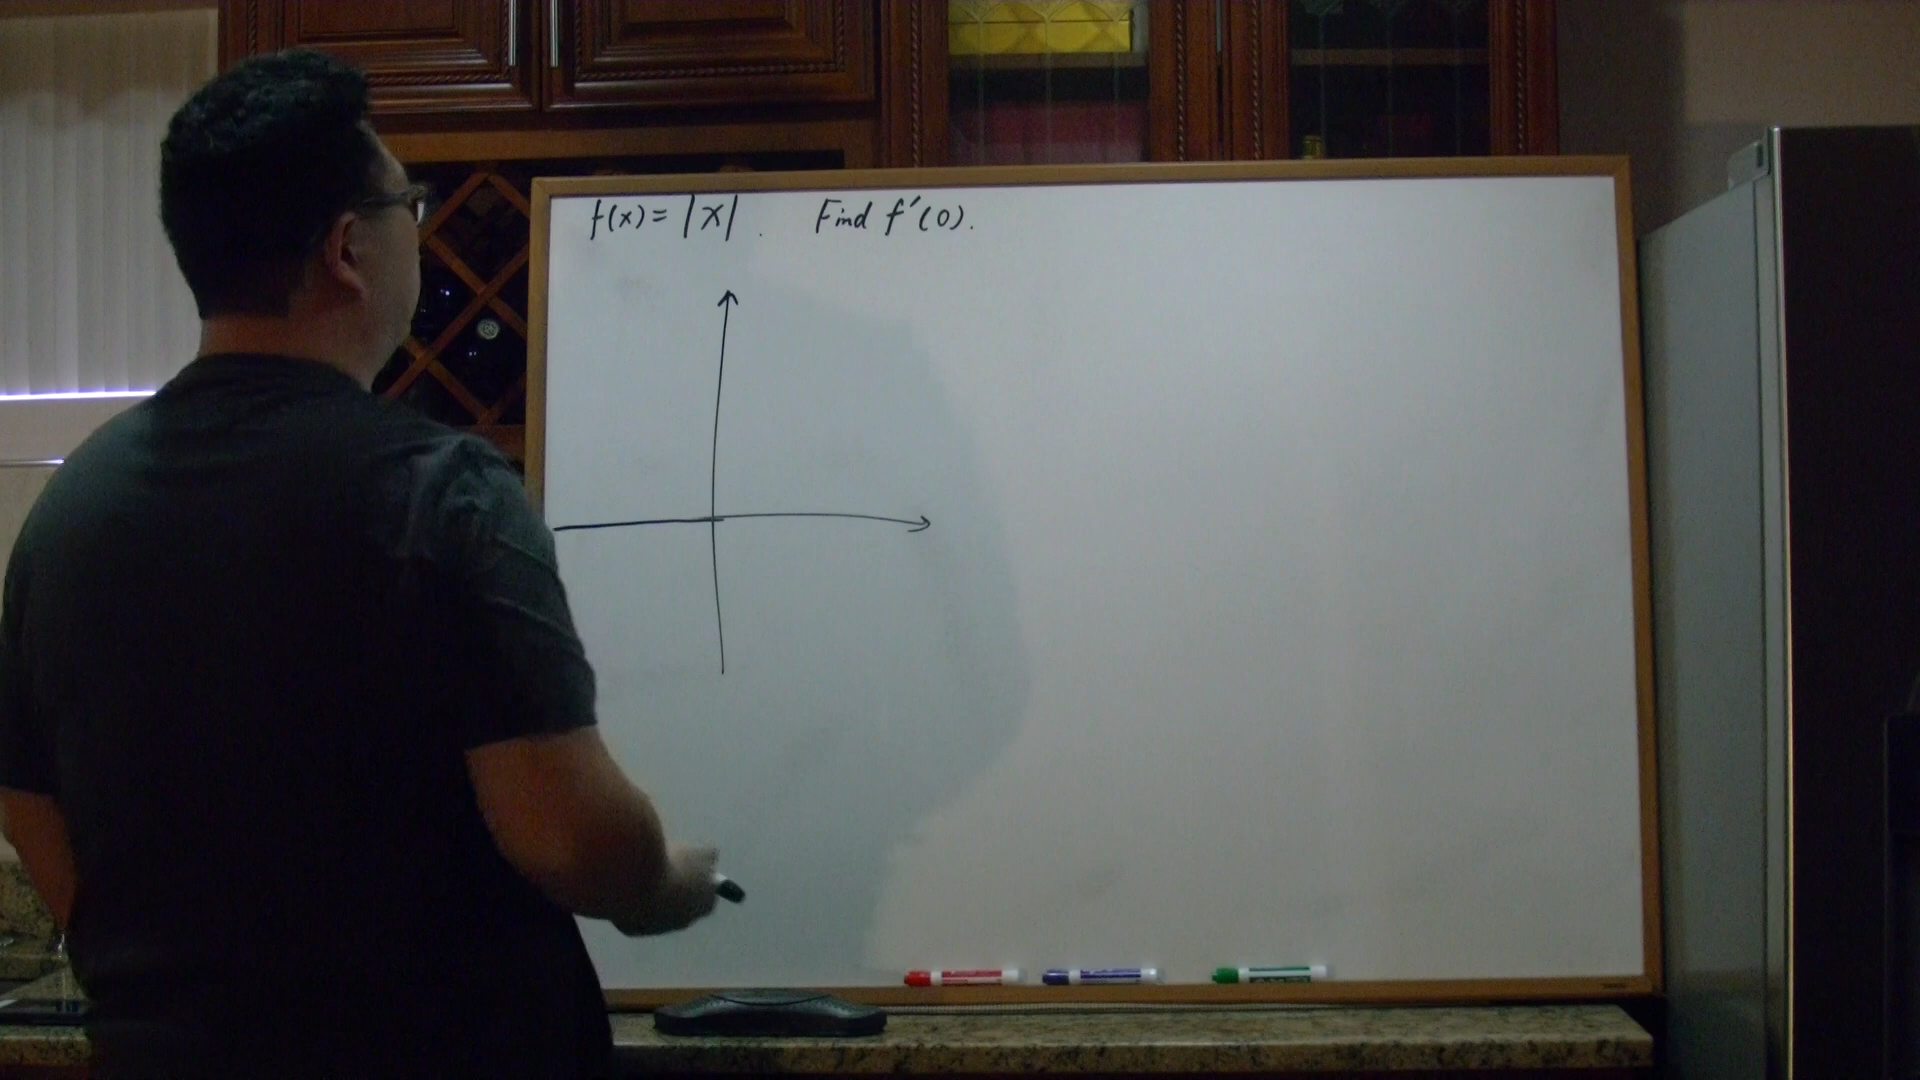 f(x) = |x| . Find f'(0).